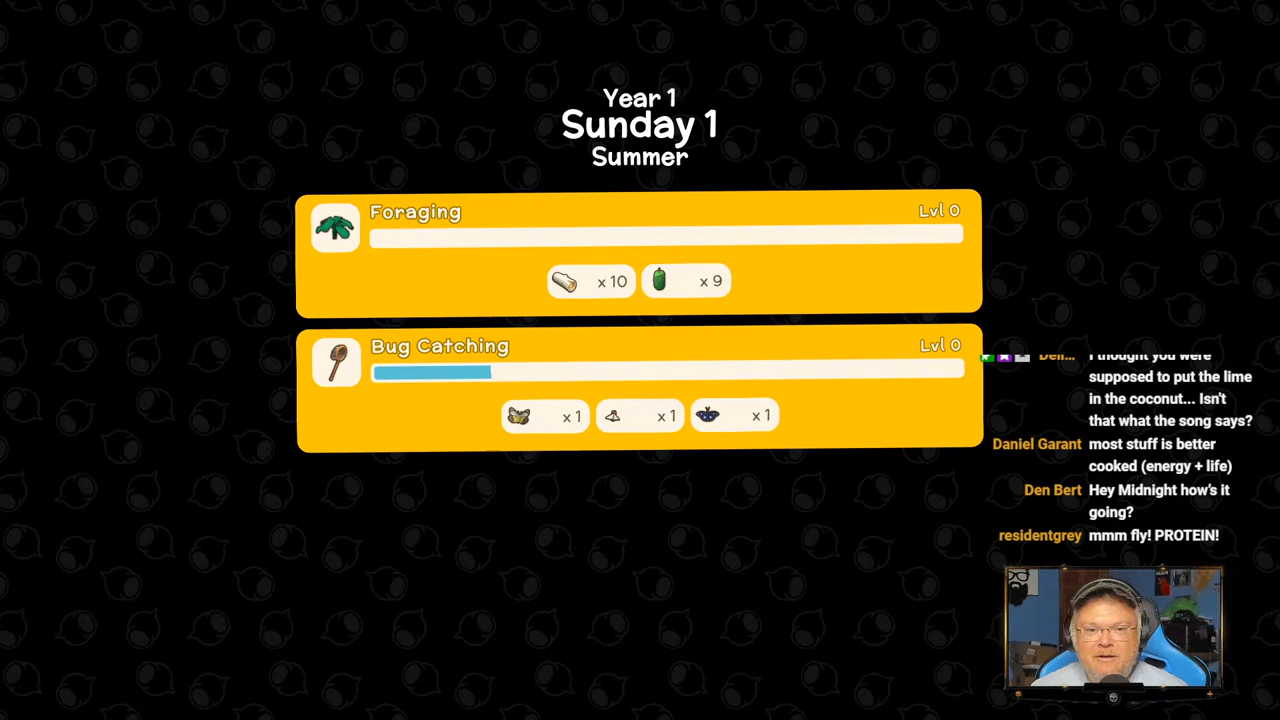 Year 1
Sunday 1
Summer
Foraging
Lvl 0
x 10
x 9
Bug Catching
Lvl 0
x 1
x 1
x 1
Deli... I thought you were
supposed to put the lime
in the coconut... Isn't
that what the song says?
Daniel Garant most stuff is better
cooked (energy + life)
Den Bert Hey Midnight how's it
going?
residentgrey mmm fly! PROTEIN!